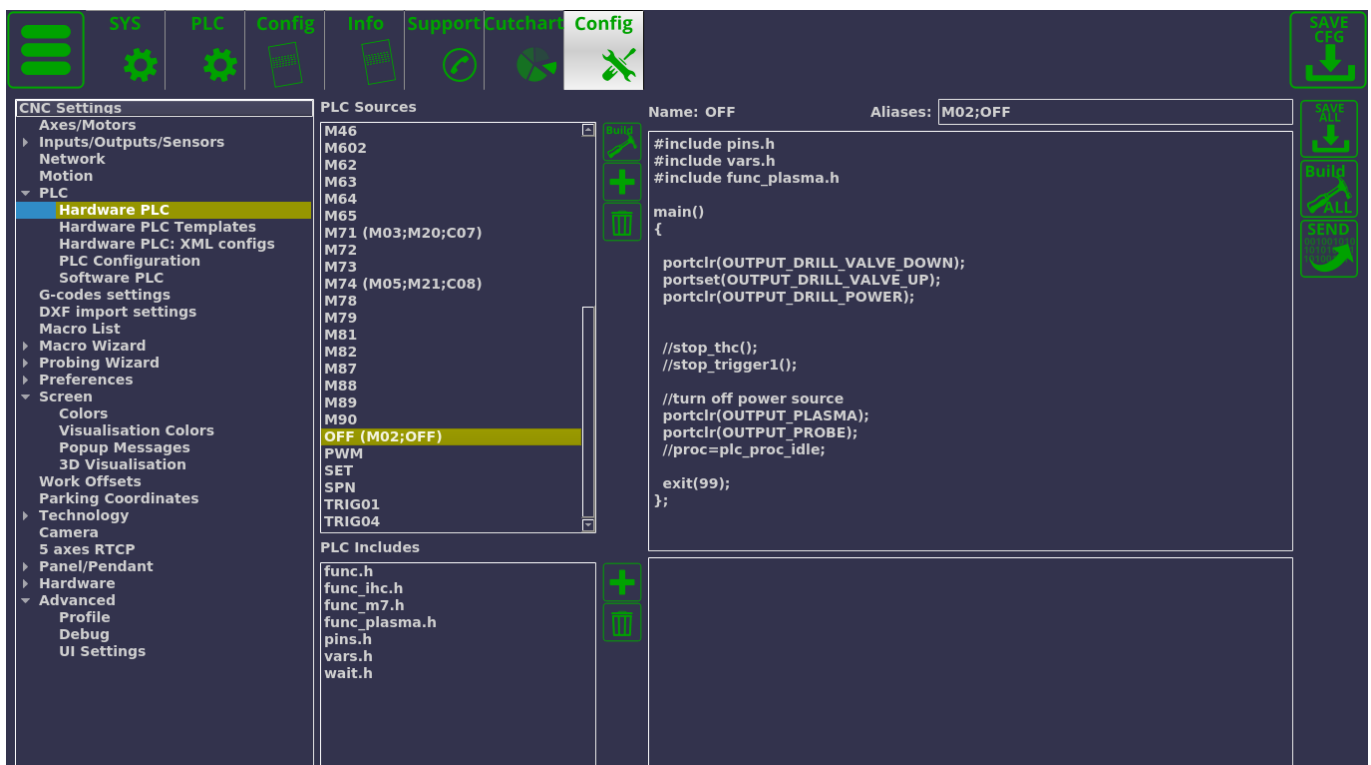 SYS
PLC
Config
Info
Support
Cutchart
Config
SAVE
CFG
CNC Settings
Axes/Motors
Inputs/Outputs/Sensors
Network
Motion
PLC
Hardware PLC
Hardware PLC Templates
Hardware PLC: XML configs
PLC Configuration
Software PLC
G-codes settings
DXF import settings
Macro List
Macro Wizard
Probing Wizard
Preferences
Screen
Colors
Visualisation Colors
Popup Messages
3D Visualisation
Work Offsets
Parking Coordinates
Technology
Camera
5 axes RTCP
Panel/Pendant
Hardware
Advanced
Profile
Debug
UI Settings
PLC Sources
M46
M602
M62
M63
M64
M65
M71 (M03;M20;C07)
M72
M73
M74 (M05;M21;C08)
M78
M79
M81
M82
M87
M88
M89
M90
OFF (M02;OFF)
PWM
SET
SPN
TRIG01
TRIG04
Build
PLC Includes
func.h
func_ihc.h
func_m7.h
func_plasma.h
pins.h
vars.h
wait.h
Name: OFF
Aliases: M02;OFF
#include pins.h
#include vars.h
#include func_plasma.h
main()
{
portclr(OUTPUT_DRILL_VALVE_DOWN);
portset(OUTPUT_DRILL_VALVE_UP);
portclr(OUTPUT_DRILL_POWER);
//stop_thc();
//stop_trigger1();
//turn off power source
portclr(OUTPUT_PLASMA);
portclr(OUTPUT_PROBE);
//proc=plc_proc_idle;
exit(99);
};
SAVE
ALL
Build
ALL
SEND